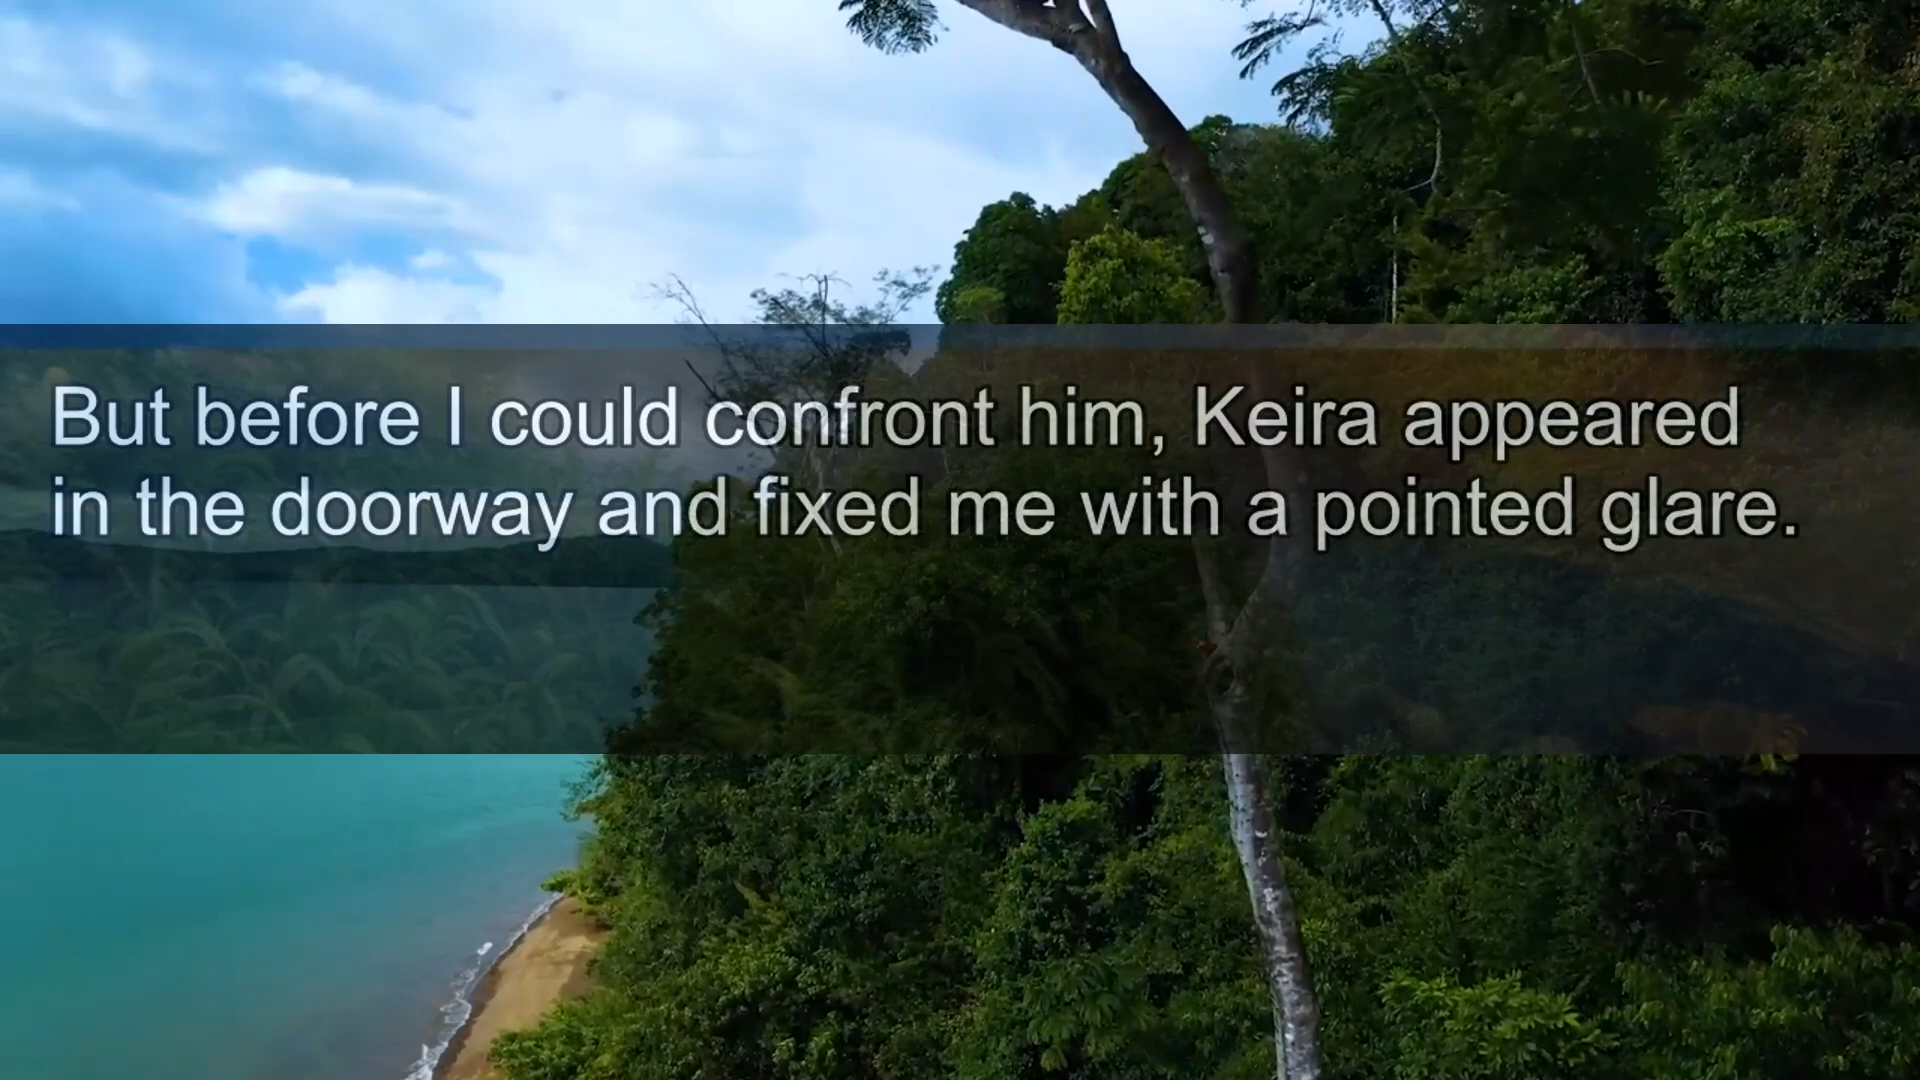 But before I could confront him, Keira appeared
in the doorway and fixed me with a pointed glare.